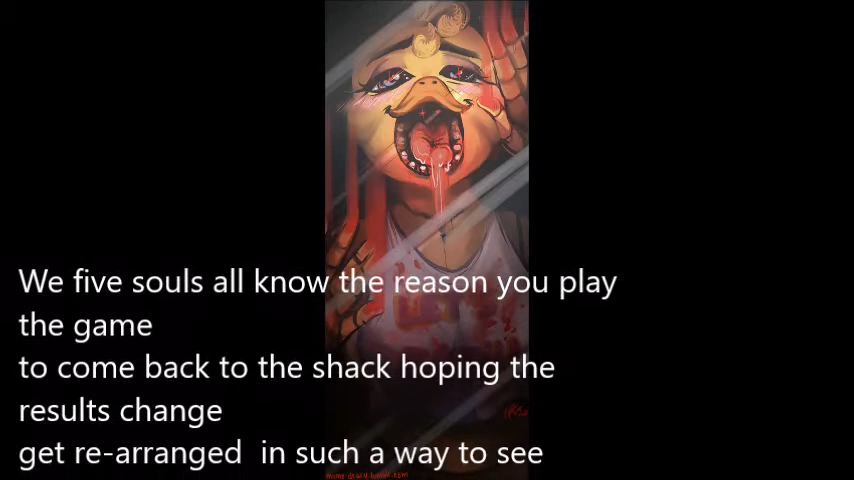 We five souls all know the reason you play
the game
to come back to the shack hoping the
results change
get re-arranged  in such a way to see